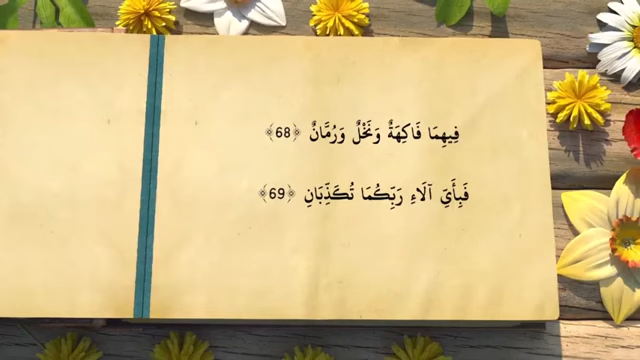 فِيهِمَا فَاكِهَةٌ وَنَخْلٌ وَرُمَّانٌ ﴿68﴾
فَبِأَيِّ آلَاءِ رَبِّكُمَا تُكَذِّبَانِ ﴿69﴾